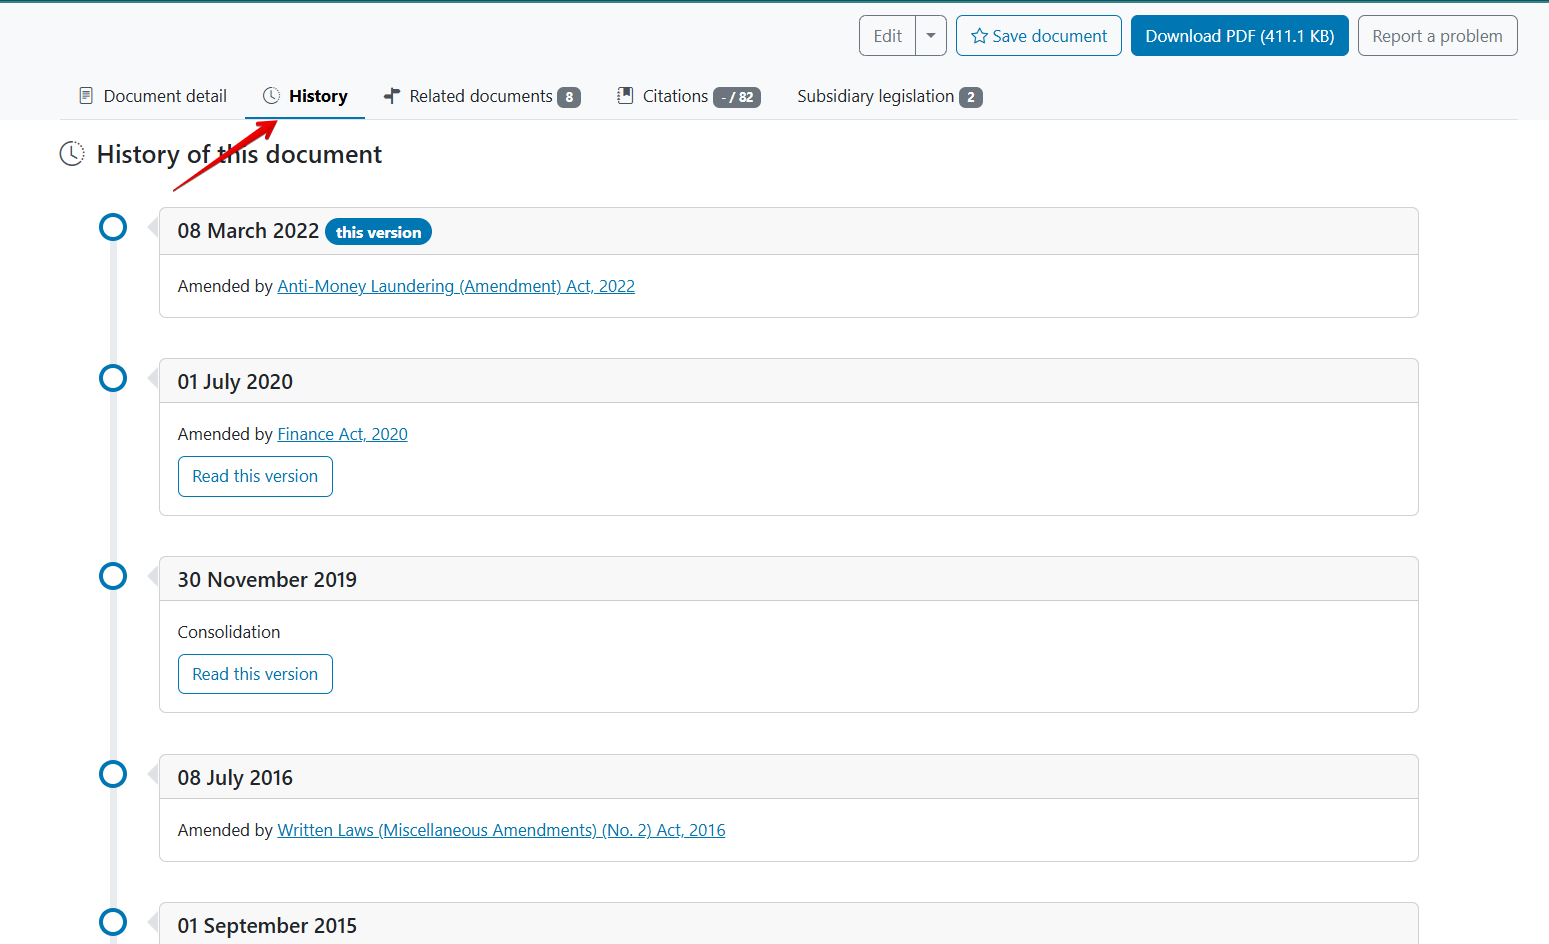 Edit
Save document
Download PDF (411.1 KB)
Report a problem
Document detail
History
Related documents 8
Citations - / 82
Subsidiary legislation 2
History of this document
08 March 2022 this version
Amended by Anti-Money Laundering (Amendment) Act, 2022
01 July 2020
Amended by Finance Act, 2020
Read this version
30 November 2019
Consolidation
Read this version
08 July 2016
Amended by Written Laws (Miscellaneous Amendments) (No. 2) Act, 2016
01 September 2015